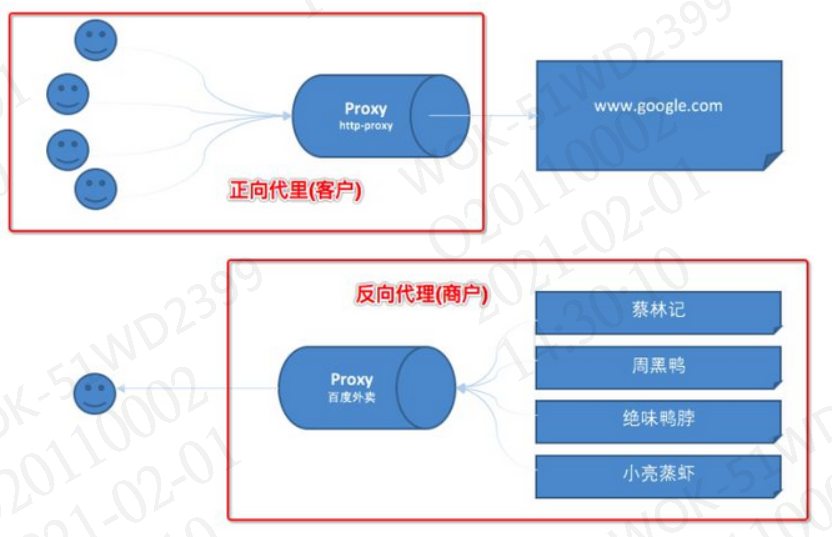 Proxy
http-proxy
www.google.com
正向代里(客户)
反向代理(商户)
蔡林记
周黑鸭
Proxy
百度外卖
绝味鸭脖
小亮蒸虾
WOK-51WD2399
O20110002
2021-02-01
14:30:10